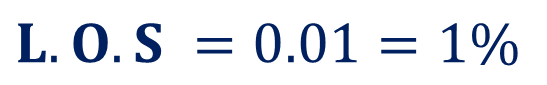 L. O. S = 0.01 = 1%